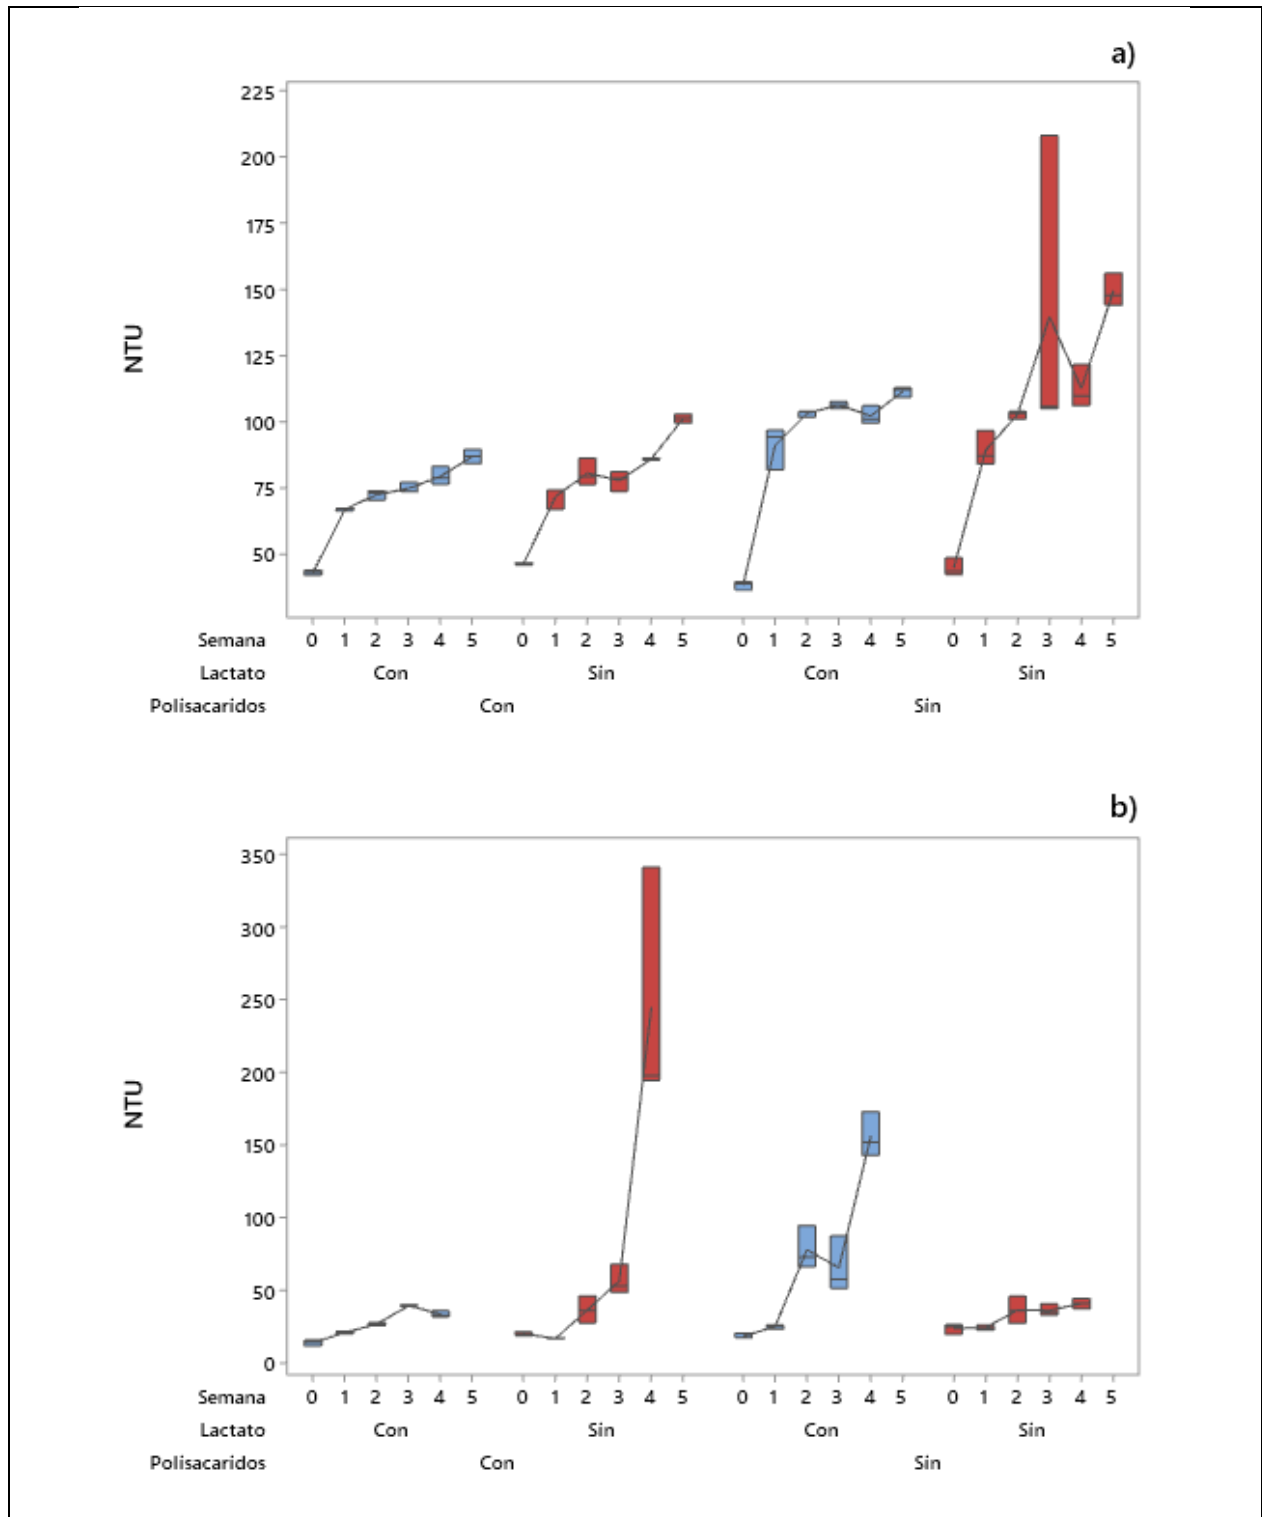 a)
225
200
175
150
125
100
75
50
NTU
Semana 0 1 2 3 4 5 0 1 2 3 4 5 0 1 2 3 4 5 0 1 2 3 4 5
Lactato Con Sin Con Sin
Polisacaridos Con Sin
b)
350
300
250
200
150
100
50
0
NTU
Semana 0 1 2 3 4 5 0 1 2 3 4 5 0 1 2 3 4 5 0 1 2 3 4 5
Lactato Con Sin Con Sin
Polisacaridos Con Sin